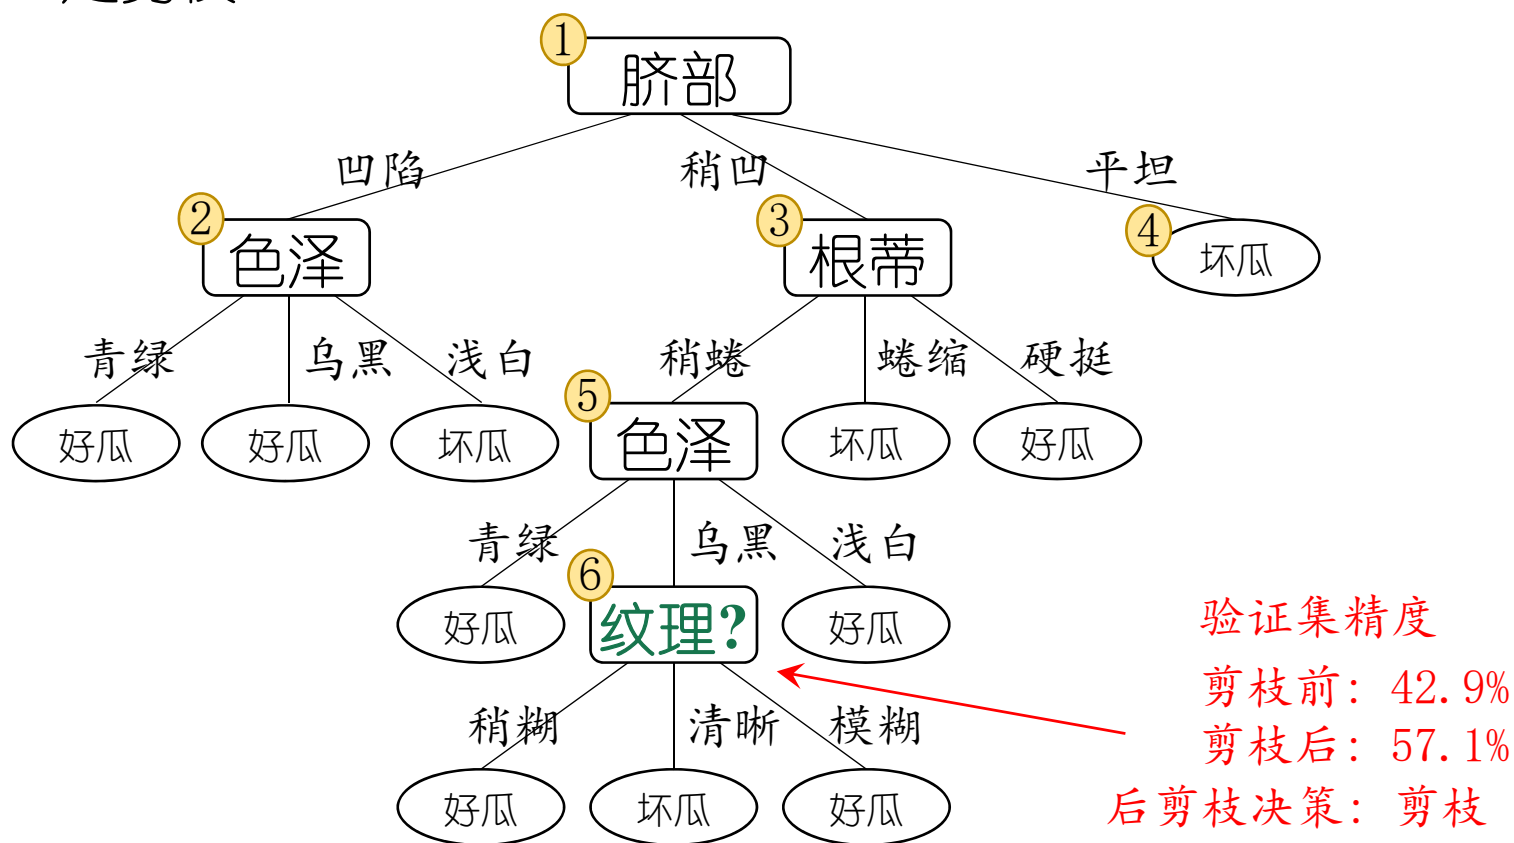 1
脐部
凹陷 稍凹 平坦
2 3 4
色泽 根蒂 坏瓜
青绿 乌黑 浅白 稍蜷 蜷缩 硬挺
5
好瓜 好瓜 坏瓜 色泽 坏瓜 好瓜
青绿 乌黑 浅白
6
好瓜 纹理? 好瓜
验证集精度
剪枝前: 42.9%
稍糊 清晰 模糊
剪枝后: 57.1%
好瓜 坏瓜 好瓜
后剪枝决策: 剪枝